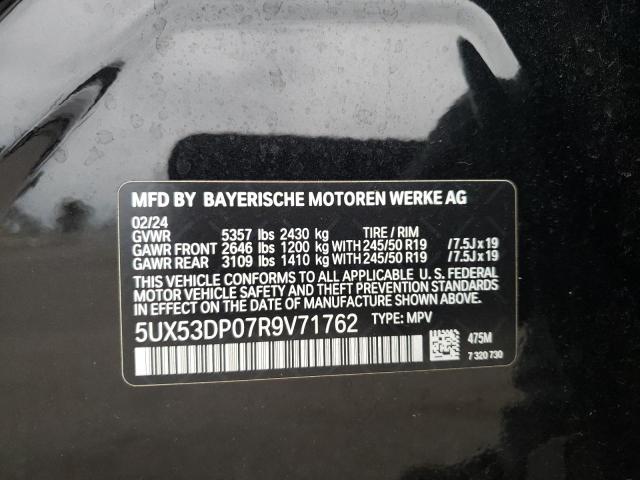 MFD BY BAYERISCHE MOTOREN WERKE AG
02/24
GVWR 5357 lbs 2430 kg TIRE / RIM
GAWR FRONT 2646 lbs 1200 kg WITH 245/50 R19 / 7.5J x 19
GAWR REAR 3109 lbs 1410 kg WITH 245/50 R19 / 7.5J x 19
THIS VEHICLE CONFORMS TO ALL APPLICABLE U. S. FEDERAL
MOTOR VEHICLE SAFETY AND THEFT PREVENTION STANDARDS
IN EFFECT ON THE DATE OF MANUFACTURE SHOWN ABOVE.
5UX53DP07R9V71762 TYPE: MPV
475M
7 320 730